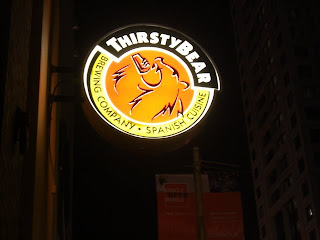 THIRSTYBEAR
BREWING COMPANY • SPANISH CUISINE